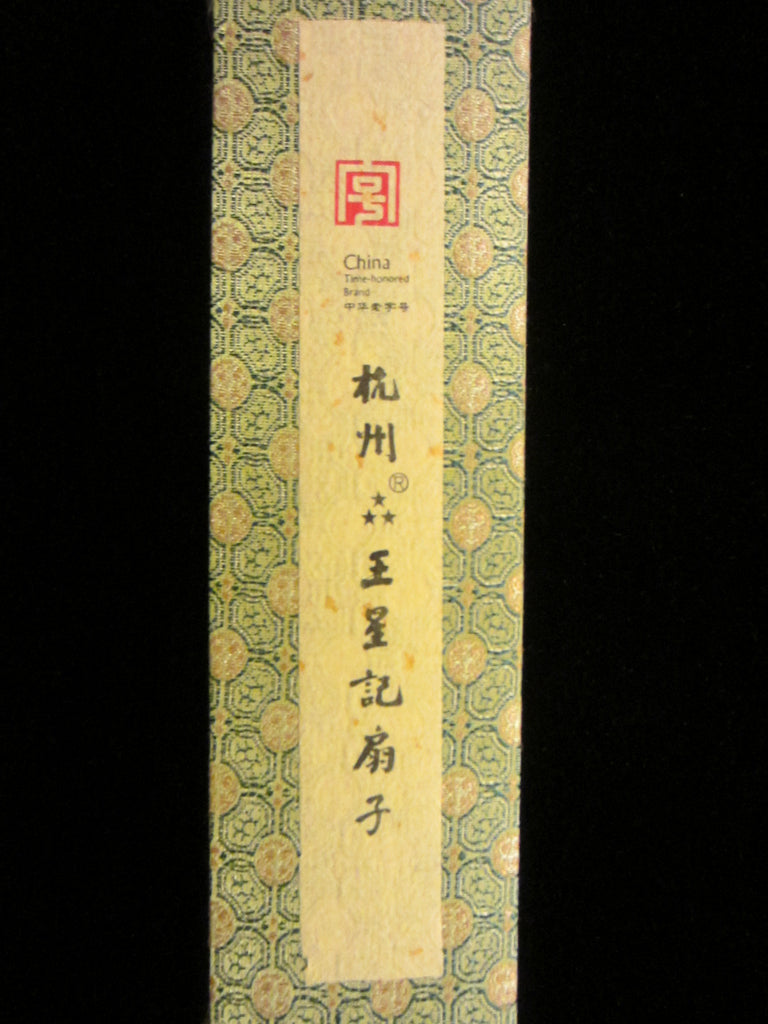 China
Time-honored
Brand
中华老字号
杭州
®
王星記扇子